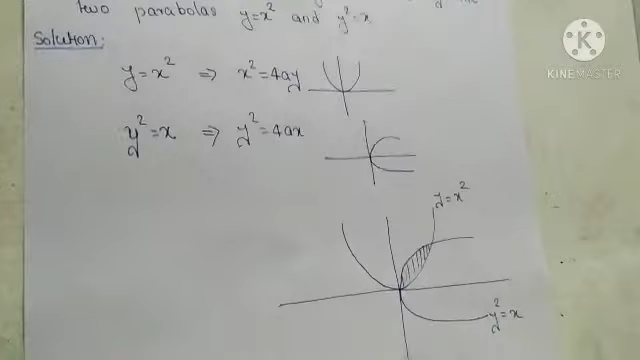 two parabolas y=x² and y²=x
Solution:
y=x² ⇒ x²=4ay
y²=x ⇒ y²=4ax
y=x²
y²=x
K
KINEMASTER